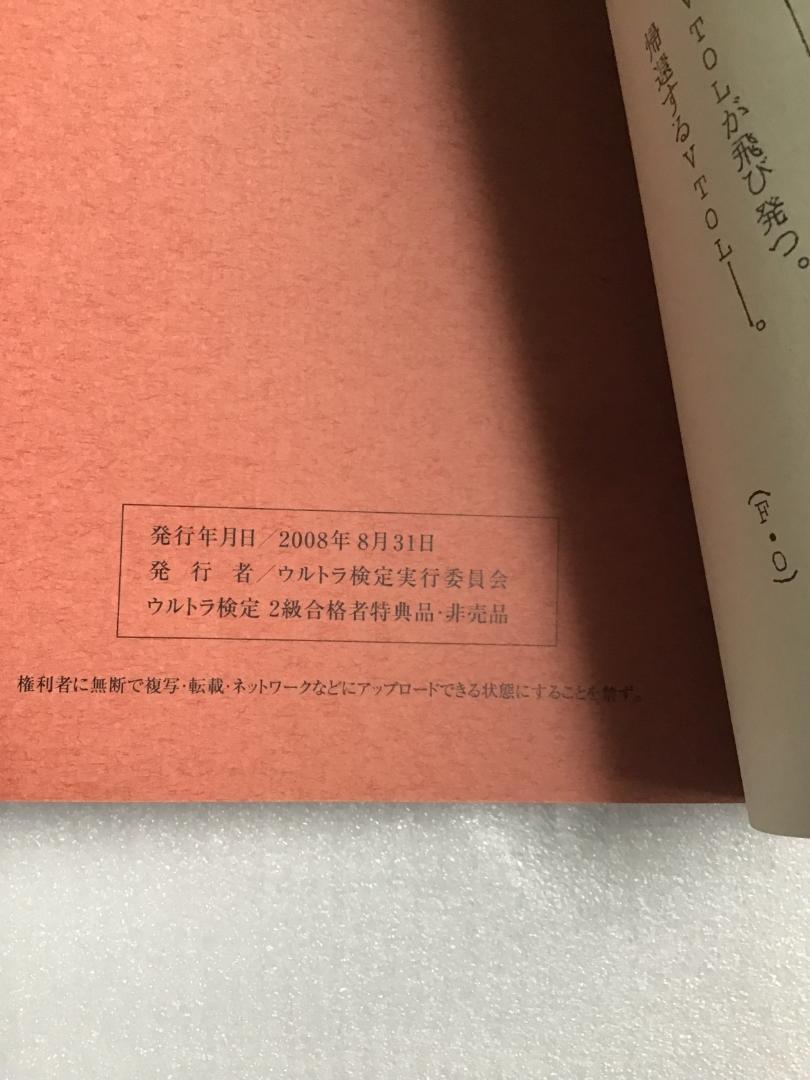 VTOLが飛び発つ。
帰還するVTOL――。
(F・O)
発行年月日／2008年8月31日
発行者／ウルトラ検定実行委員会
ウルトラ検定 2級合格者特典品・非売品
権利者に無断で複写・転載・ネットワークなどにアップロードできる状態にすることを禁ず。